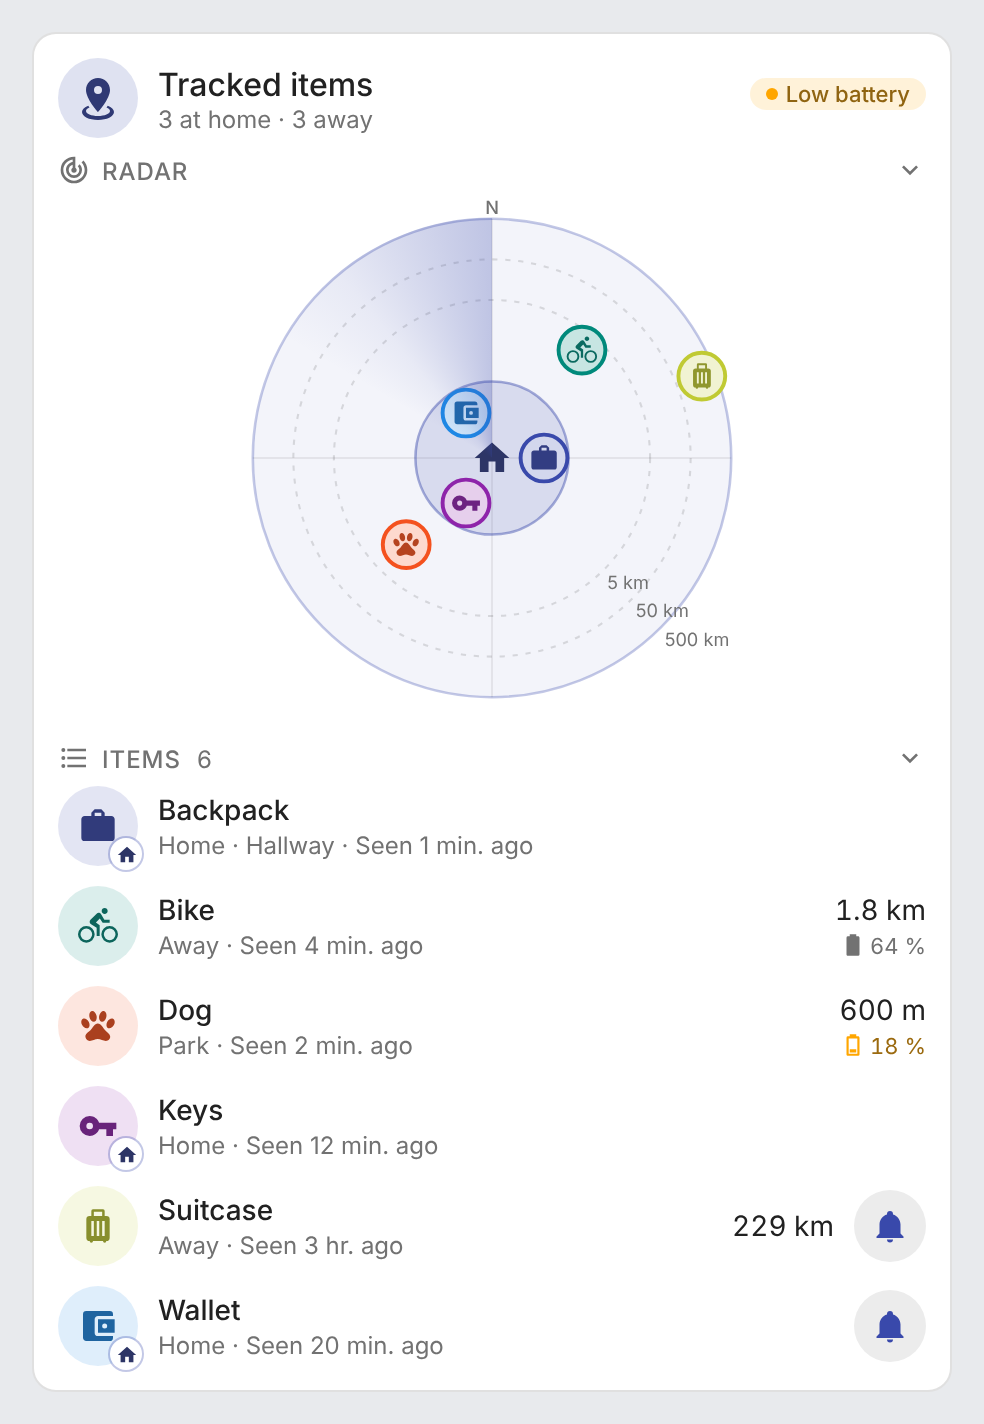 Tracked items
3 at home · 3 away
Low battery
RADAR
N
5 km
50 km
500 km
ITEMS 6
Backpack
Home · Hallway · Seen 1 min. ago
Bike
1.8 km
Away · Seen 4 min. ago
64 %
Dog
600 m
Park · Seen 2 min. ago
18 %
Keys
Home · Seen 12 min. ago
Suitcase
229 km
Away · Seen 3 hr. ago
Wallet
Home · Seen 20 min. ago